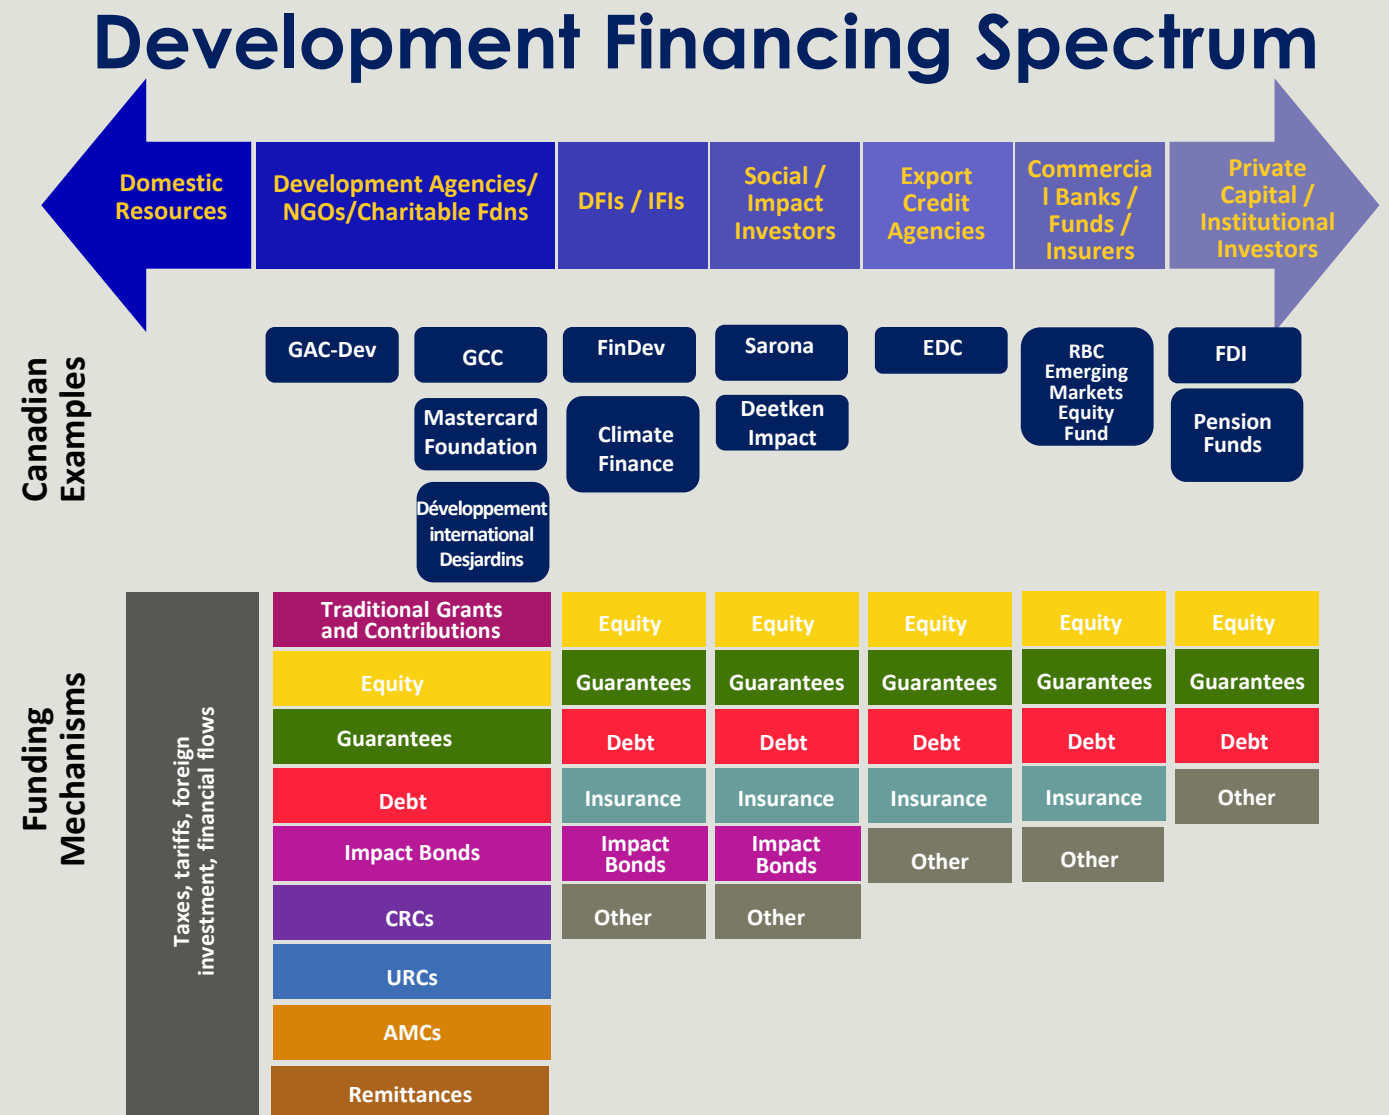 Development Financing Spectrum
Domestic
Resources
Development Agencies/
NGOs/Charitable Fdns
DFIs / IFIs
Social /
Impact
Investors
Export
Credit
Agencies
Commercia
l Banks /
Funds /
Insurers
Private
Capital /
Institutional
Investors
Canadian
Examples
GAC-Dev
GCC
Mastercard
Foundation
Développement
international
Desjardins
FinDev
Climate
Finance
Sarona
Deetken
Impact
EDC
RBC
Emerging
Markets
Equity
Fund
FDI
Pension
Funds
Funding
Mechanisms
Taxes, tariffs, foreign
investment, financial flows
Traditional Grants
and Contributions
Equity
Guarantees
Debt
Impact Bonds
CRCs
URCs
AMCs
Remittances
Equity
Guarantees
Debt
Insurance
Impact
Bonds
Other
Equity
Guarantees
Debt
Insurance
Impact
Bonds
Other
Equity
Guarantees
Debt
Insurance
Other
Equity
Guarantees
Debt
Insurance
Other
Equity
Guarantees
Debt
Other